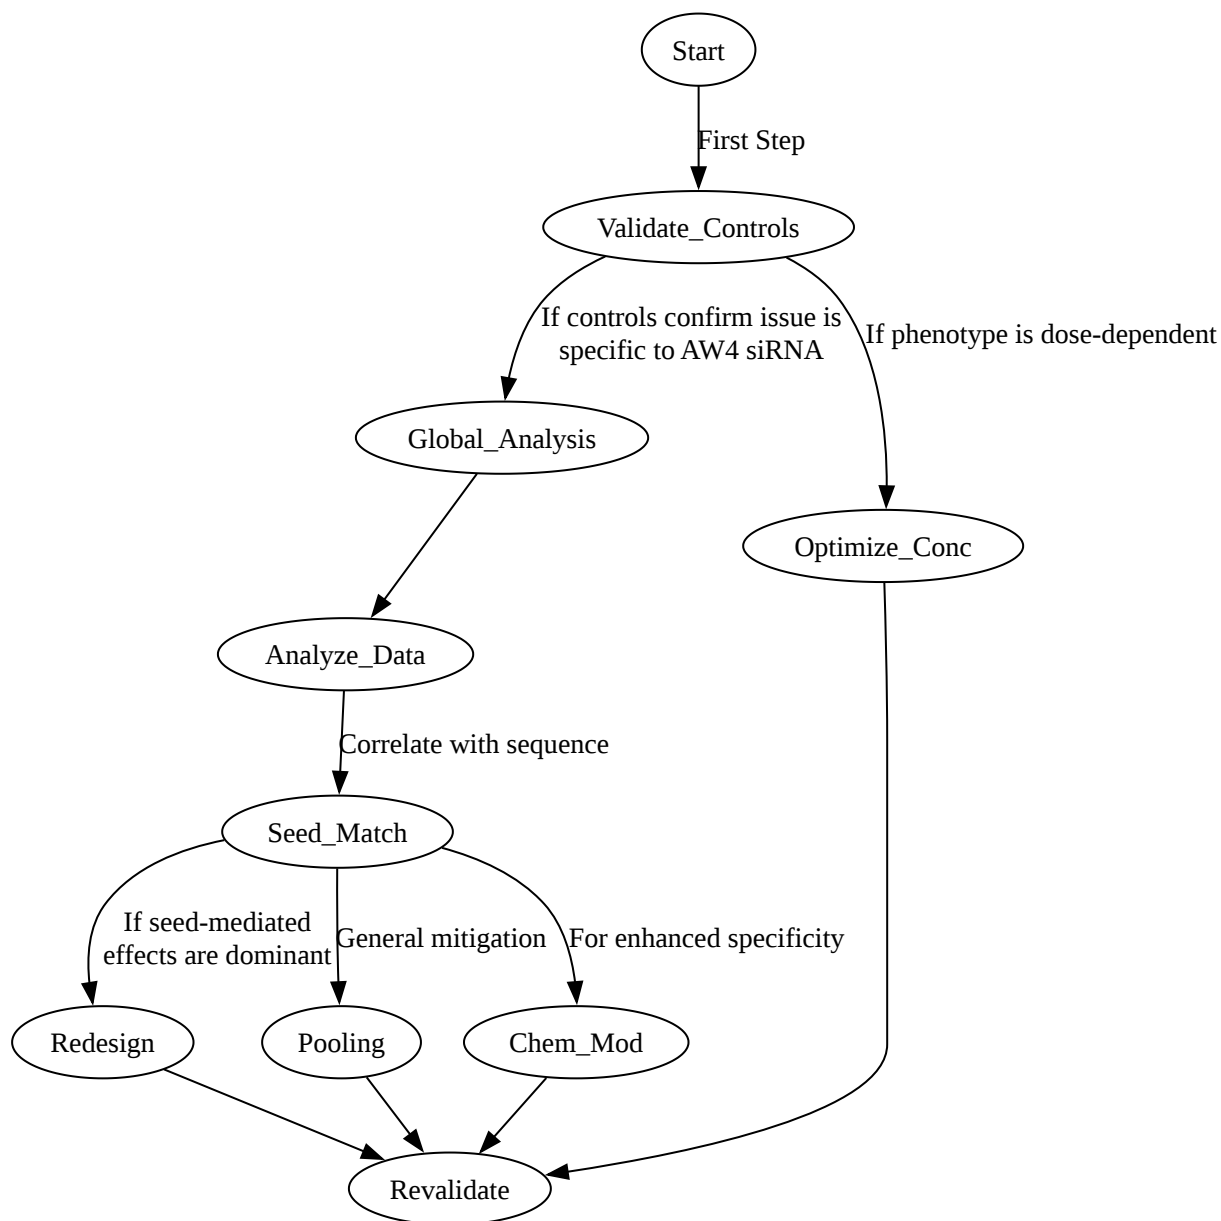 Start
First Step
Validate_Controls
If controls confirm issue is
specific to AW4 siRNA
If phenotype is dose-dependent
Global_Analysis
Optimize_Conc
Analyze_Data
Correlate with sequence
Seed_Match
If seed-mediated
effects are dominant
General mitigation
For enhanced specificity
Redesign
Pooling
Chem_Mod
Revalidate